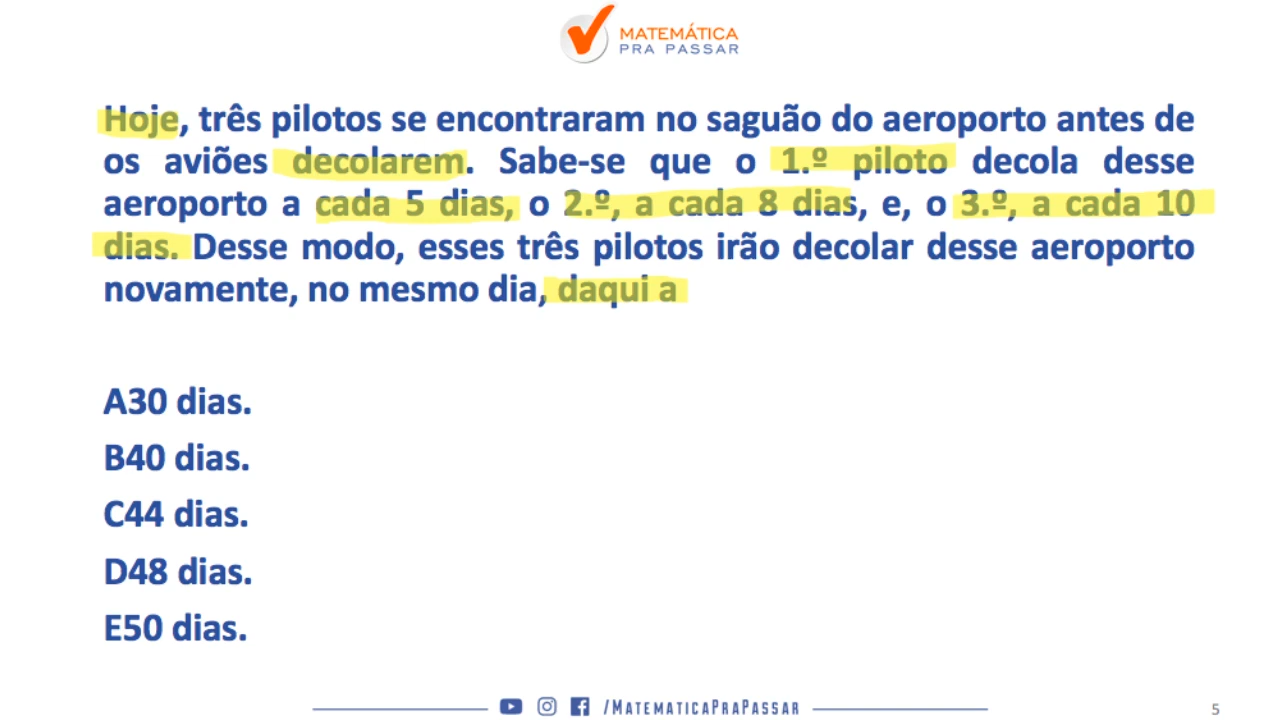 MATEMÁTICA
PRA PASSAR
Hoje, três pilotos se encontraram no saguão do aeroporto antes de
os aviões decolarem. Sabe-se que o 1.º piloto decola desse
aeroporto a cada 5 dias, o 2.º, a cada 8 dias, e, o 3.º, a cada 10
dias. Desse modo, esses três pilotos irão decolar desse aeroporto
novamente, no mesmo dia, daqui a
A30 dias.
B40 dias.
C44 dias.
D48 dias.
E50 dias.
/MATEMATICAPRAPASSAR
5